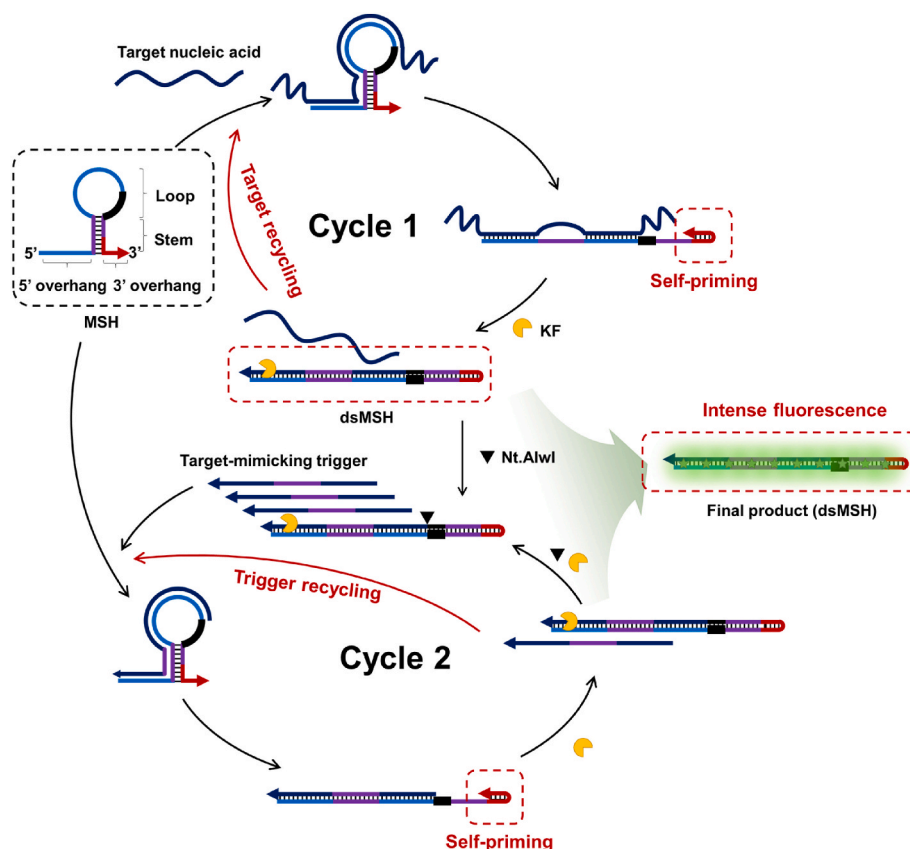 Target nucleic acid
Loop
Stem
5’
3’
5’ overhang
3’ overhang
MSH
Target recycling
Cycle 1
Self-priming
KF
dsMSH
Intense fluorescence
Final product (dsMSH)
Nt.AlwI
Target-mimicking trigger
Trigger recycling
Cycle 2
Self-priming